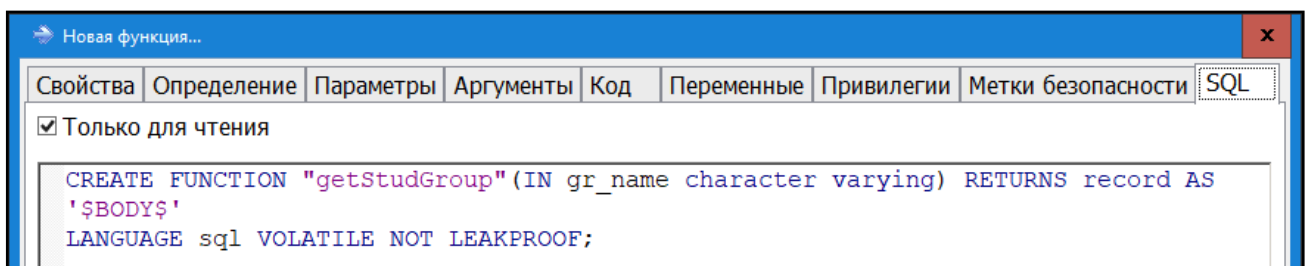 Новая функция...
x
Свойства Определение Параметры Аргументы Код Переменные Привилегии Метки безопасности SQL
Только для чтения
CREATE FUNCTION "getStudGroup"(IN gr_name character varying) RETURNS record AS
'$BODY$'
LANGUAGE sql VOLATILE NOT LEAKPROOF;